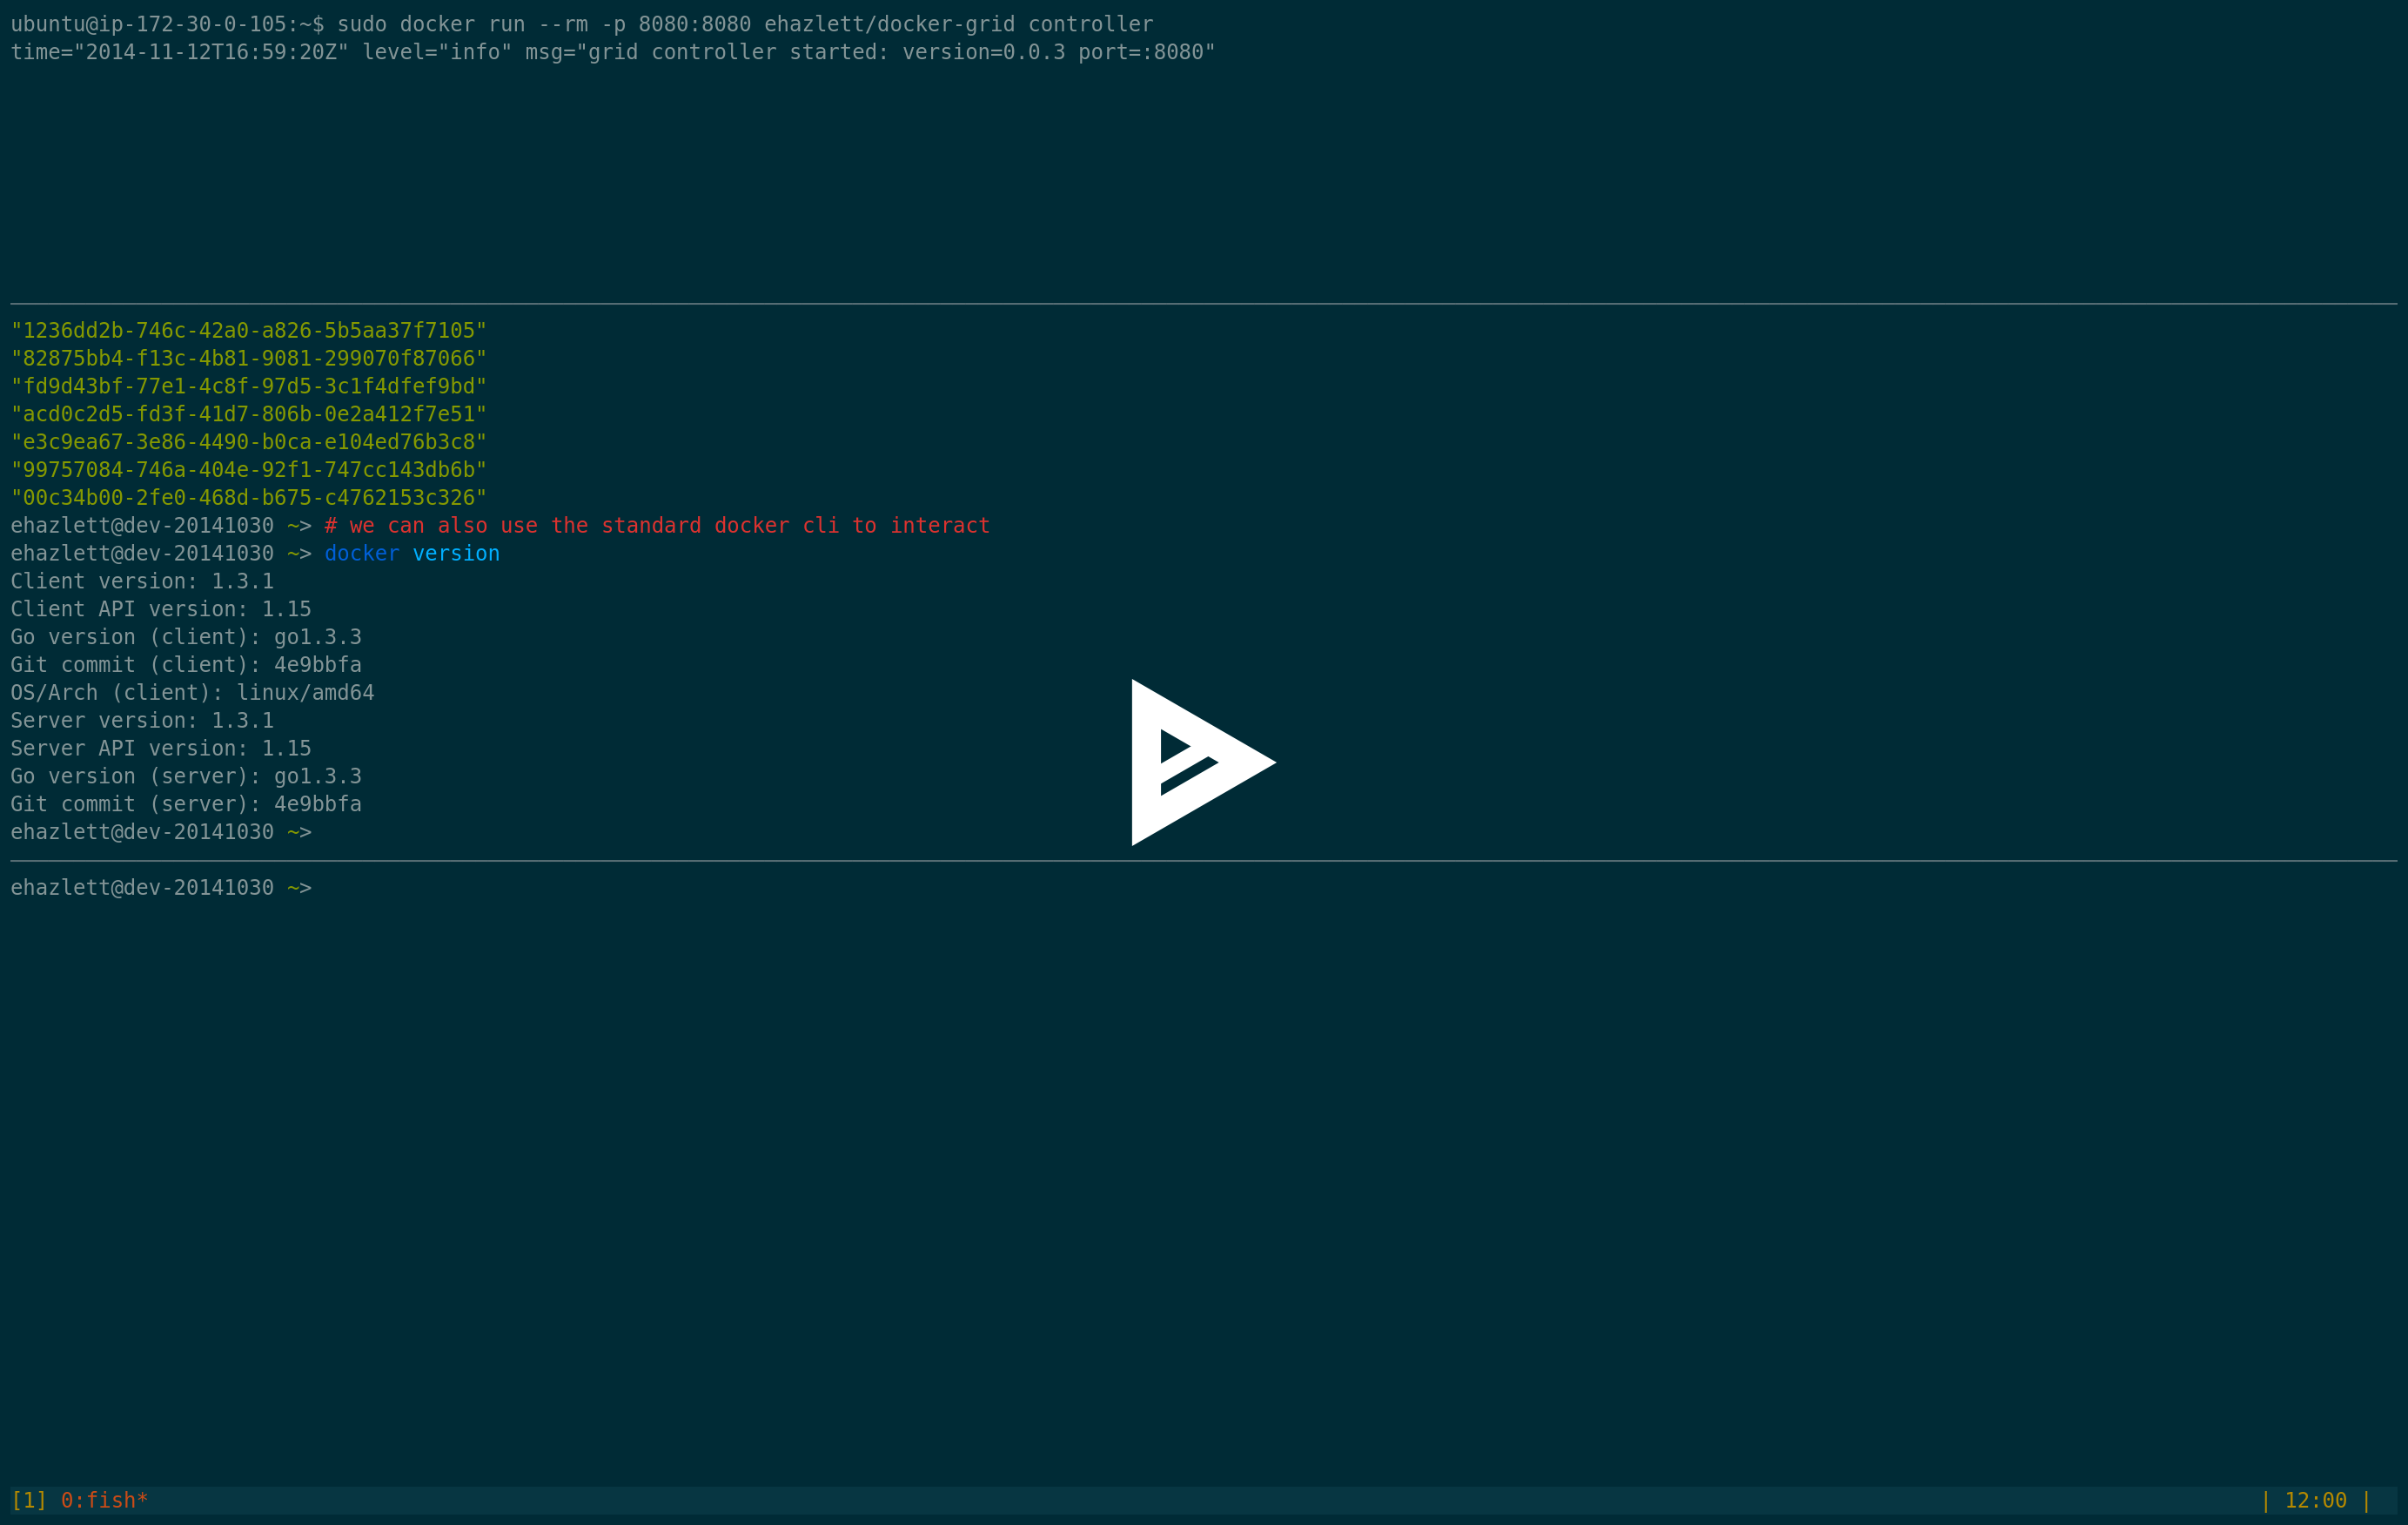 ubuntu@ip-172-30-0-105:~$ sudo docker run --rm -p 8080:8080 ehazlett/docker-grid controller
time="2014-11-12T16:59:20Z" level="info" msg="grid controller started: version=0.0.3 port=:8080"
"1236dd2b-746c-42a0-a826-5b5aa37f7105"
"82875bb4-f13c-4b81-9081-299070f87066"
"fd9d43bf-77e1-4c8f-97d5-3c1f4dfef9bd"
"acd0c2d5-fd3f-41d7-806b-0e2a412f7e51"
"e3c9ea67-3e86-4490-b0ca-e104ed76b3c8"
"99757084-746a-404e-92f1-747cc143db6b"
"00c34b00-2fe0-468d-b675-c4762153c326"
ehazlett@dev-20141030 ~> # we can also use the standard docker cli to interact
ehazlett@dev-20141030 ~> docker version
Client version: 1.3.1
Client API version: 1.15
Go version (client): go1.3.3
Git commit (client): 4e9bbfa
OS/Arch (client): linux/amd64
Server version: 1.3.1
Server API version: 1.15
Go version (server): go1.3.3
Git commit (server): 4e9bbfa
ehazlett@dev-20141030 ~>
ehazlett@dev-20141030 ~>
[1] 0:fish* | 12:00 |